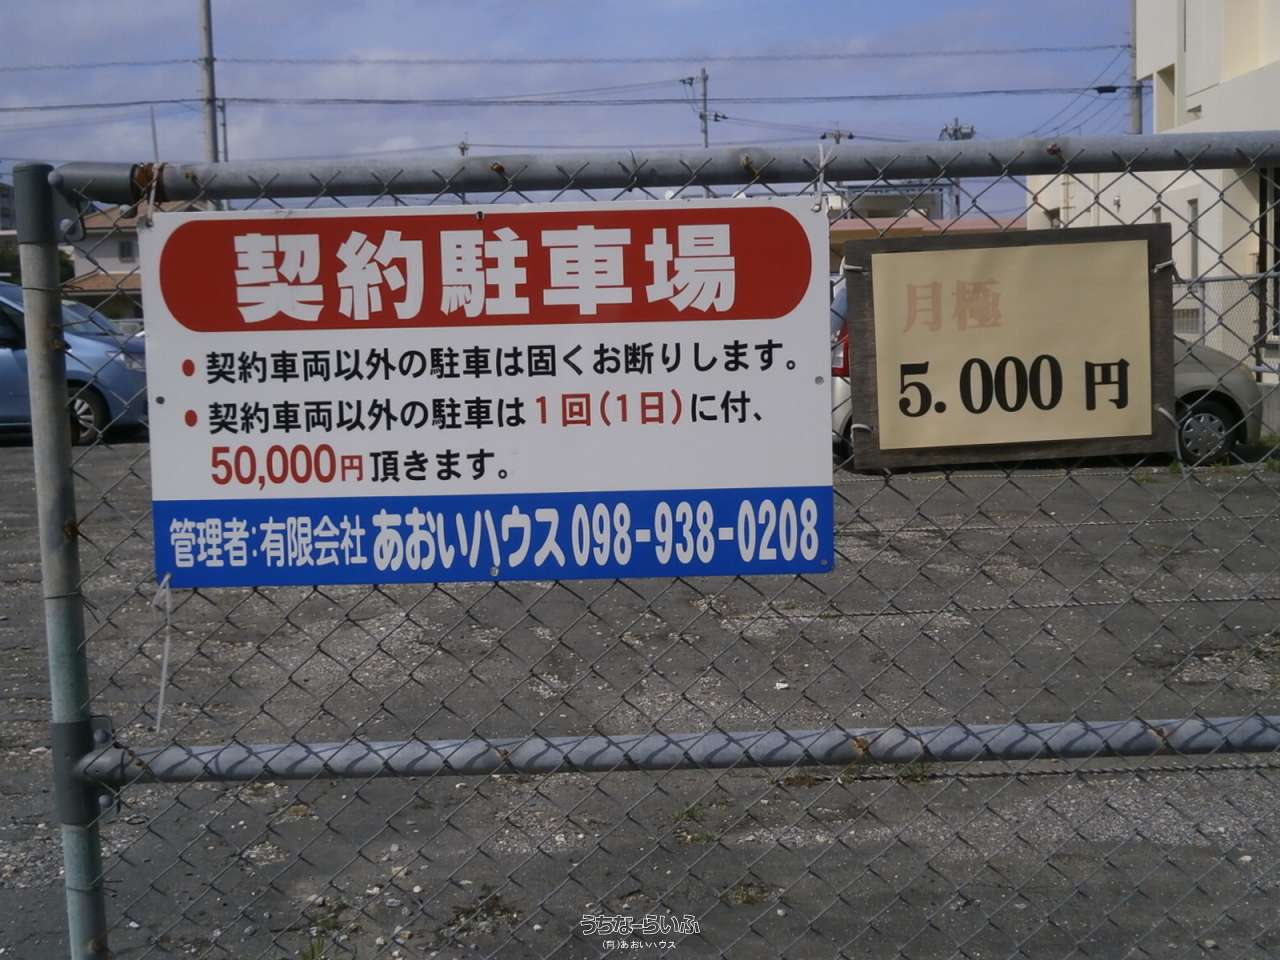 契約駐車場
• 契約車両以外の駐車は固くお断りします。
• 契約車両以外の駐車は1回(1日)に付、
50,000円頂きます。
管理者:有限会社 あおいハウス 098-938-0208
月極
5.000円
うちなーらいふ
(有)あおいハウス